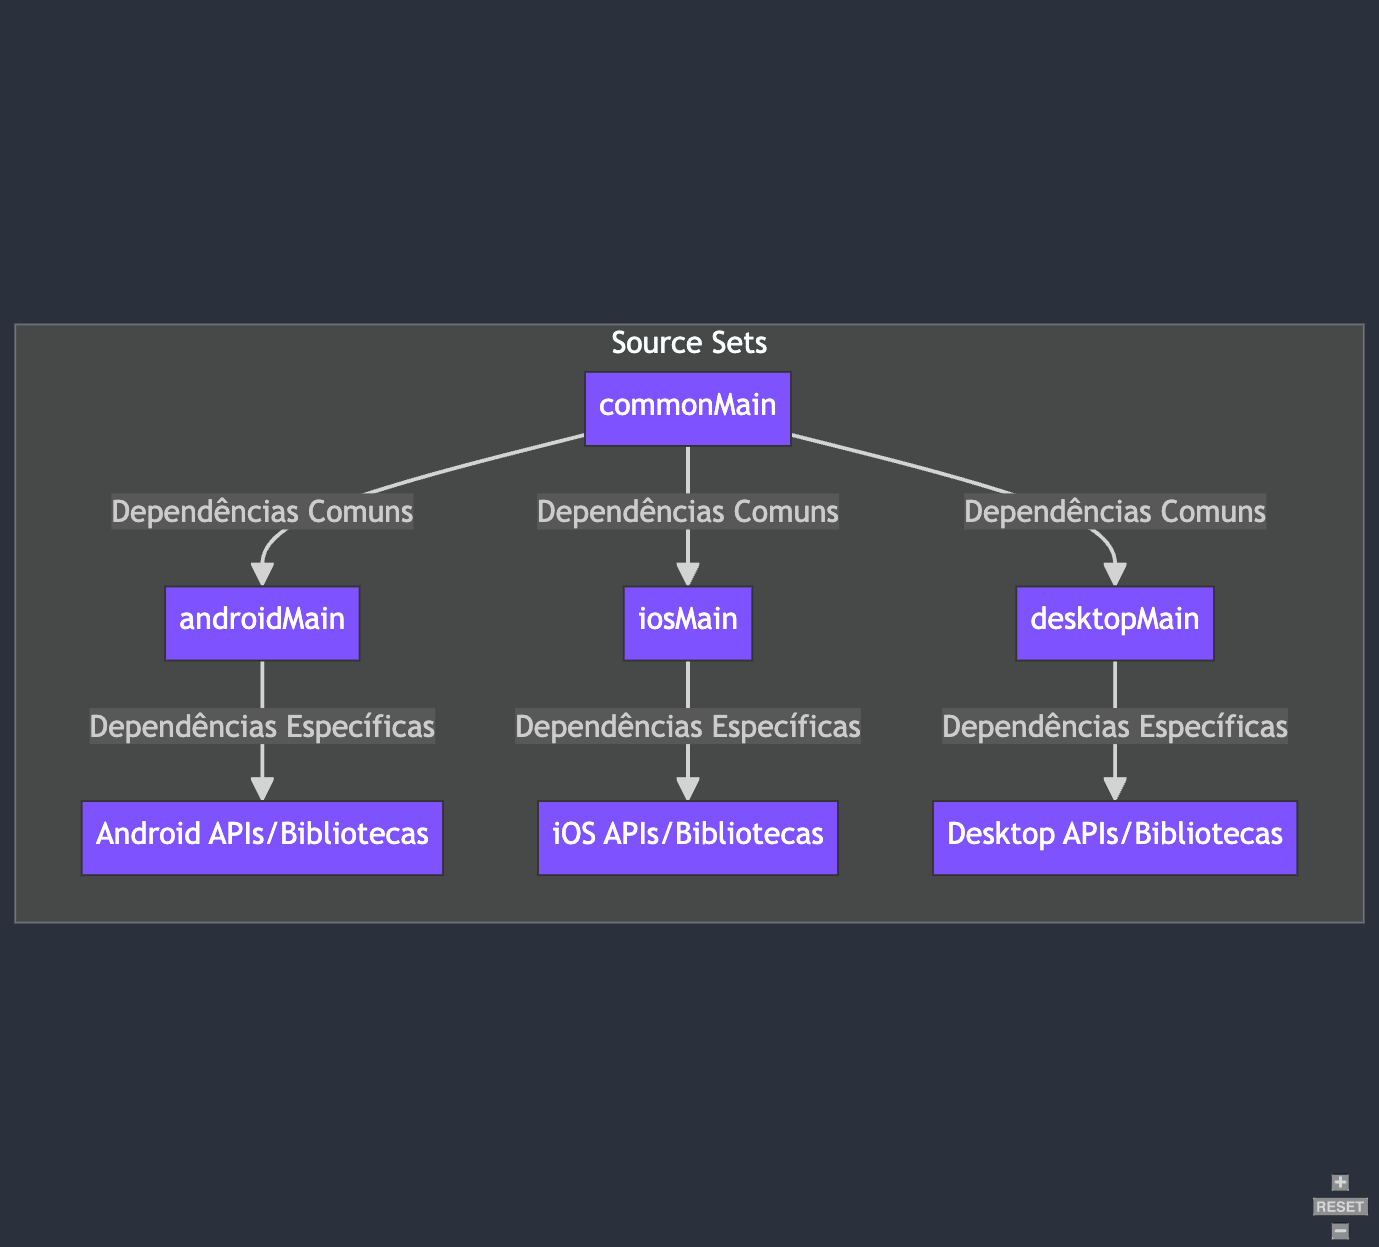 Source Sets
commonMain
Dependências Comuns
Dependências Comuns
Dependências Comuns
androidMain
iosMain
desktopMain
Dependências Específicas
Dependências Específicas
Dependências Específicas
Android APIs/Bibliotecas
iOS APIs/Bibliotecas
Desktop APIs/Bibliotecas
+
RESET
−